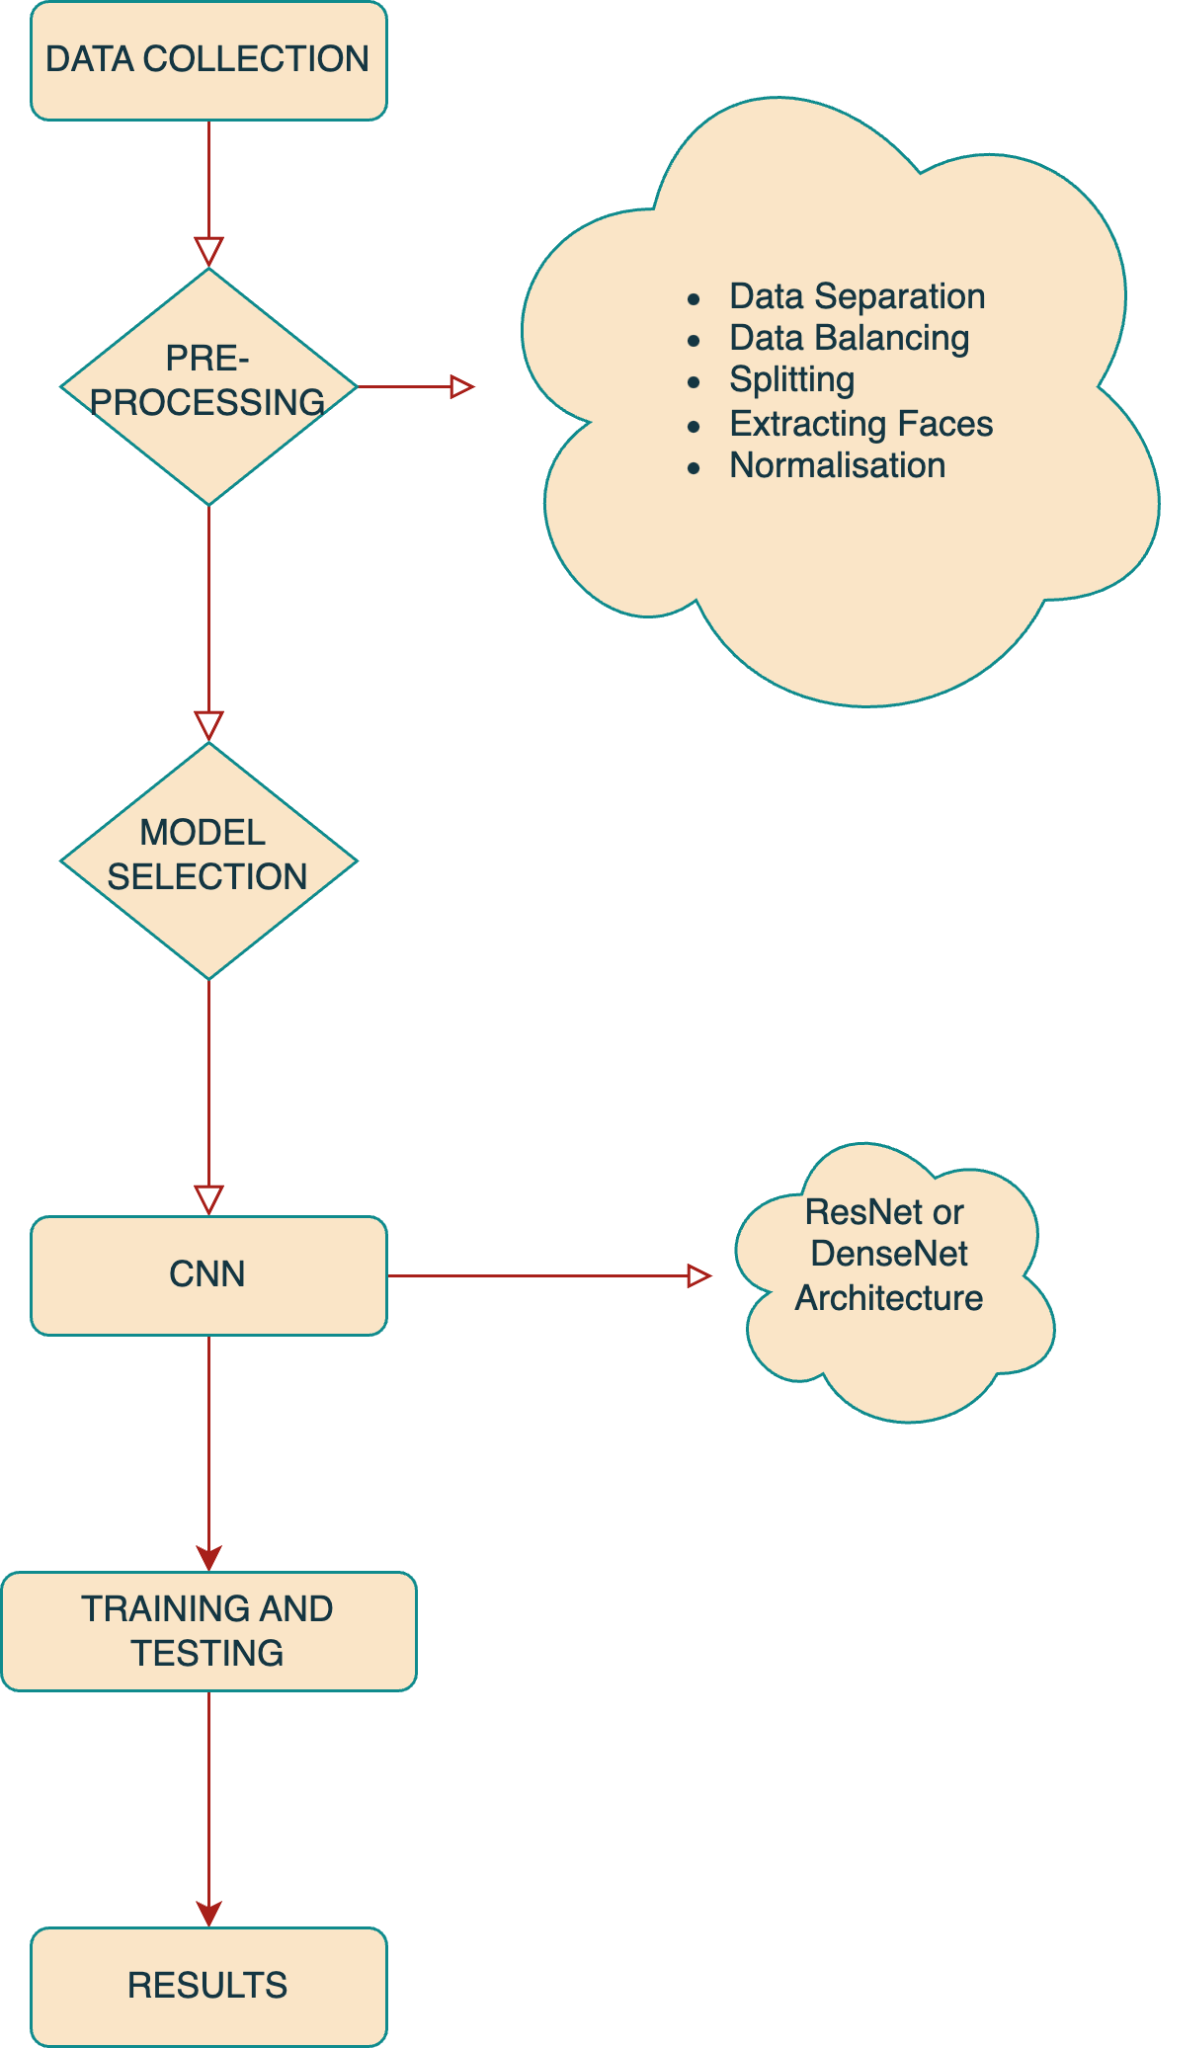 DATA COLLECTION
PRE-
PROCESSING
Data Separation
Data Balancing
Splitting
Extracting Faces
Normalisation
MODEL
SELECTION
CNN
ResNet or
DenseNet
Architecture
TRAINING AND
TESTING
RESULTS